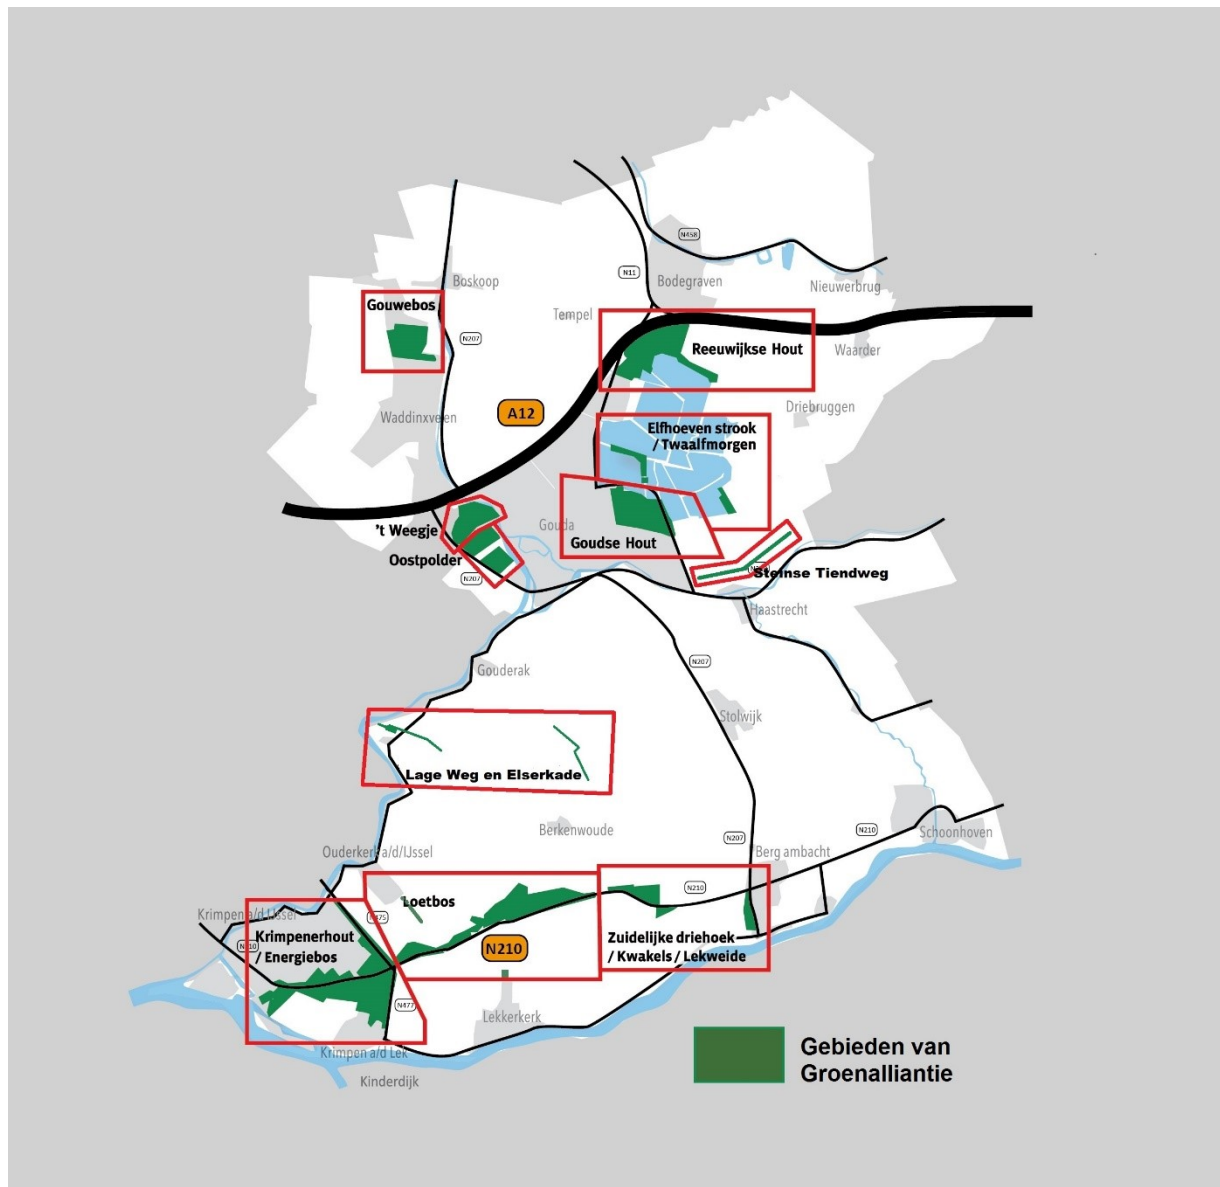 N458
N11
Bodegraven
Boskoop
Nieuwerbrug
Gouwebos
Tempel
N207
Reeuwijkse Hout
Waarder
Driebruggen
Waddinxveen
A12
Elfhoeven strook
/ Twaalfmorgen
't Weegje
Gouda
Goudse Hout
Oostpolder
N207
Steinse Tiendweg
Haastrecht
Gouderak
N207
Stolwijk
Lage Weg en Elserkade
Berkenwoude
N207
N210
Schoonhoven
Ouderkerk a/d/IJssel
Berg ambacht
N210
Loetbos
Krimpen a/d IJssel
N475
Krimpenerhout
/ Energiebos
N210
Zuidelijke driehoek
/ Kwakels / Lekweide
N477
Lekkerkerk
Krimpen a/d Lek
Kinderdijk
Gebieden van
Groenalliantie